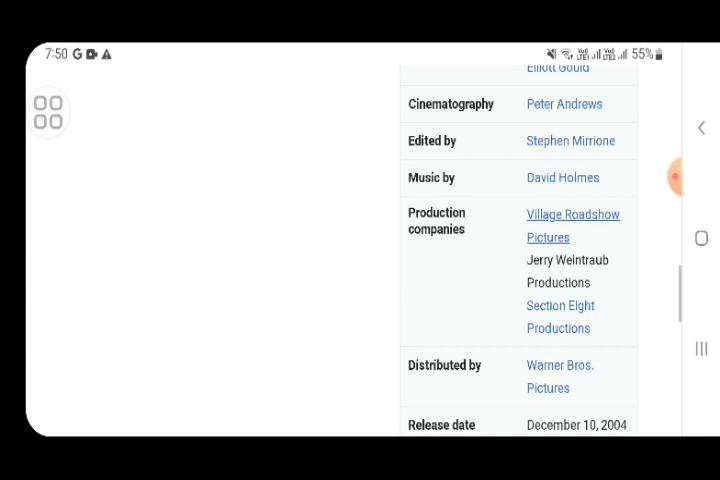 7:50 G 55%
Elliott Gould
Cinematography Peter Andrews
Edited by Stephen Mirrione
Music by David Holmes
Production Village Roadshow
companies Pictures
Jerry Weintraub
Productions
Section Eight
Productions
Distributed by Warner Bros.
Pictures
Release date December 10, 2004